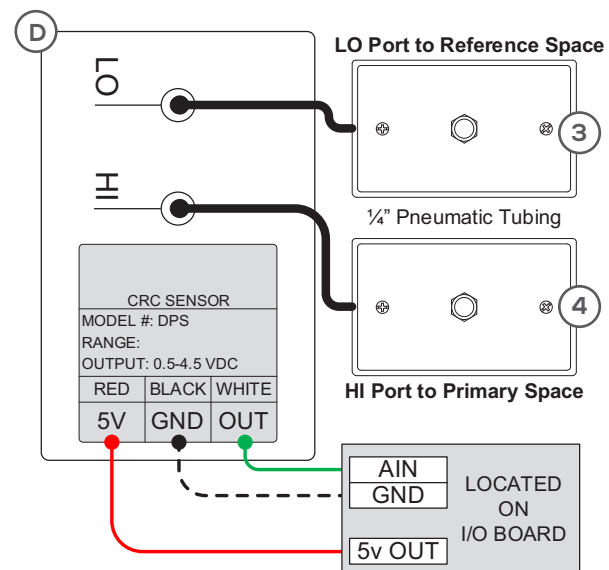 D
LO
HI
LO Port to Reference Space
3
¼” Pneumatic Tubing
4
HI Port to Primary Space
CRC SENSOR
MODEL #: DPS
RANGE:
OUTPUT: 0.5-4.5 VDC
RED BLACK WHITE
5V GND OUT
AIN
GND
5v OUT
LOCATED
ON
I/O BOARD